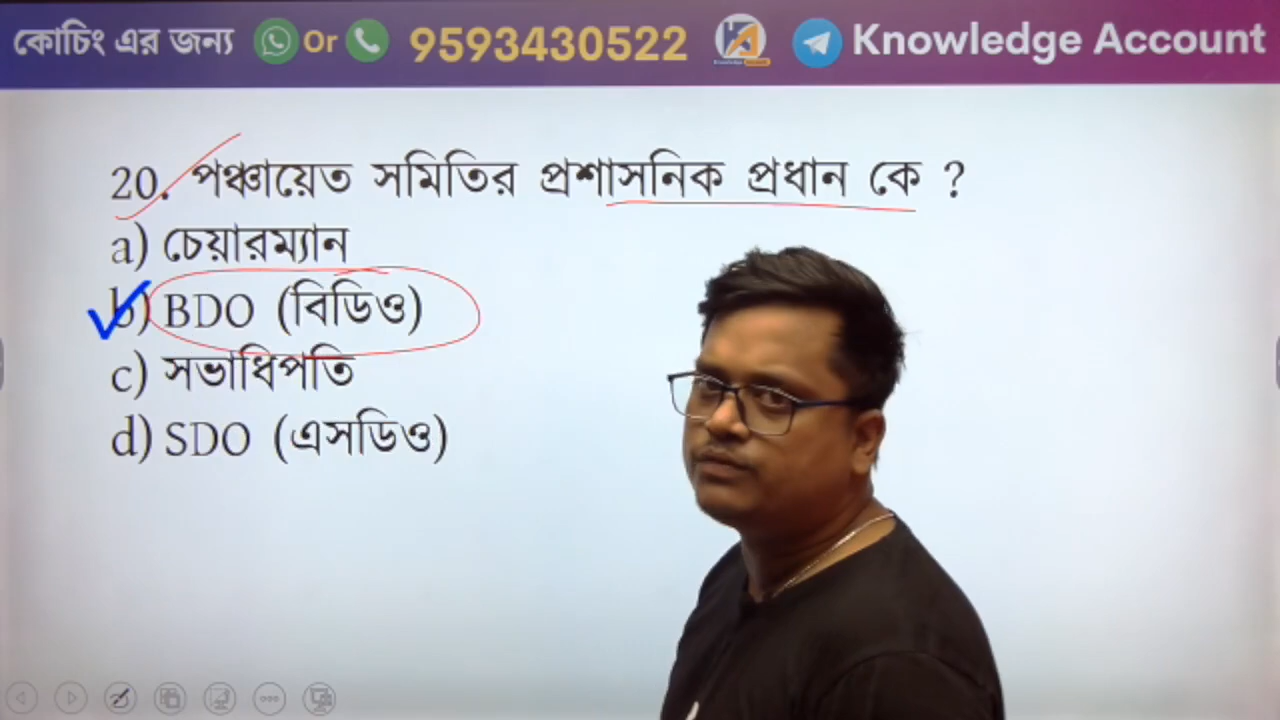 কোচিং এর জন্য Or 9593430522 Knowledge Account
20. পঞ্চায়েত সমিতির প্রশাসনিক প্রধান কে ?
a) চেয়ারম্যান
b) BDO (বিডিও)
c) সভাধিপতি
d) SDO (এসডিও)